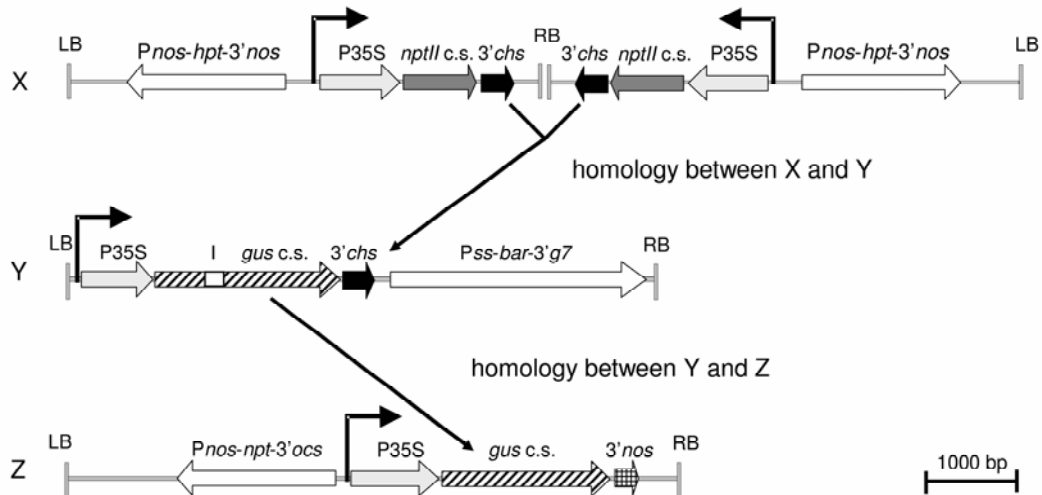 LB Pnos-hpt-3'nos P35S nptII c.s. 3'chs RB 3'chs nptII c.s. P35S Pnos-hpt-3'nos LB
X
homology between X and Y
LB P35S I gus c.s. 3'chs Pss-bar-3'g7 RB
Y
homology between Y and Z
LB Pnos-npt-3'ocs P35S gus c.s. 3'nos RB
Z
1000 bp